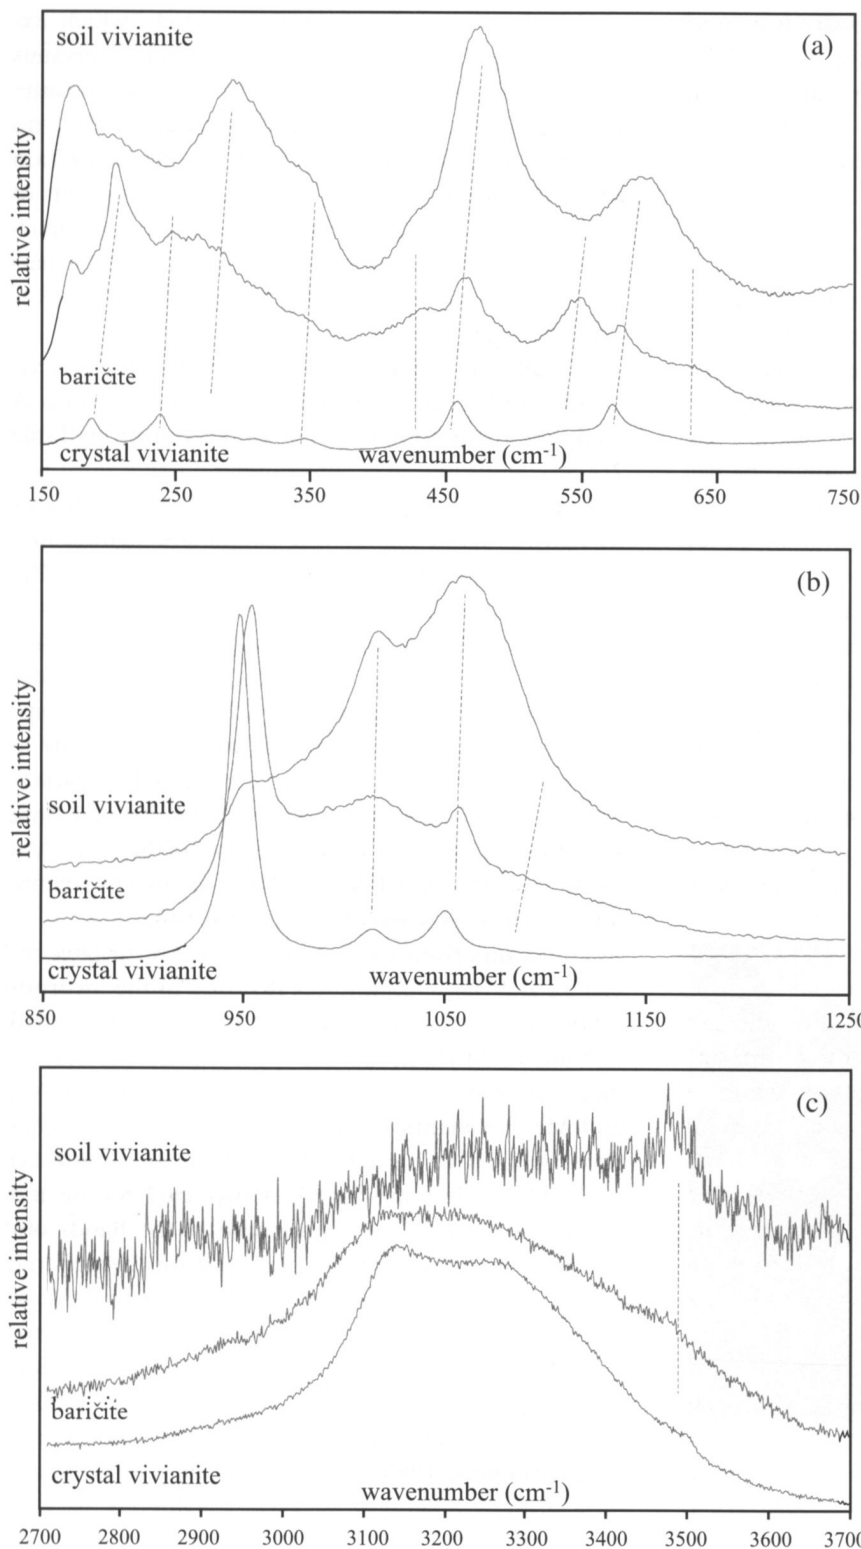 soil vivianite
(a)
relative intensity
baričite
crystal vivianite
wavenumber (cm-1)
150 250 350 450 550 650 750
(b)
relative intensity
soil vivianite
baričite
crystal vivianite
wavenumber (cm-1)
850 950 1050 1150 1250
(c)
soil vivianite
relative intensity
baričite
crystal vivianite
wavenumber (cm-1)
2700 2800 2900 3000 3100 3200 3300 3400 3500 3600 3700